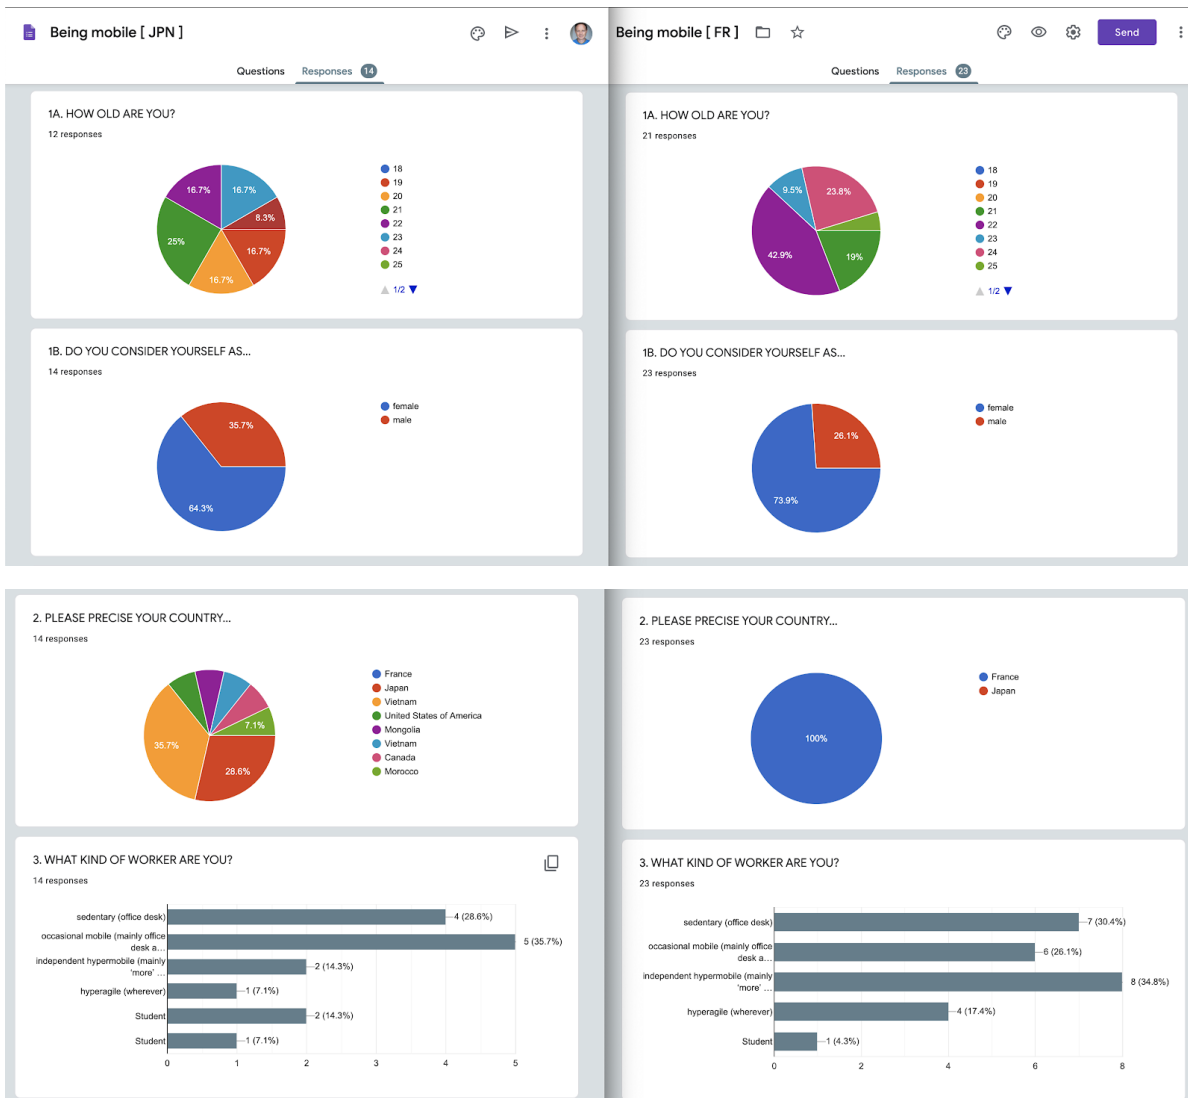 Being mobile [ JPN ]
Questions
Responses 14
1A. HOW OLD ARE YOU?
12 responses
16.7%
16.7%
8.3%
25%
16.7%
16.7%
18
19
20
21
22
23
24
25
1/2
1B. DO YOU CONSIDER YOURSELF AS...
14 responses
35.7%
64.3%
female
male
Being mobile [ FR ]
Send
Questions
Responses 23
1A. HOW OLD ARE YOU?
21 responses
9.5%
23.8%
42.9%
19%
18
19
20
21
22
23
24
25
1/2
1B. DO YOU CONSIDER YOURSELF AS...
23 responses
26.1%
73.9%
female
male
2. PLEASE PRECISE YOUR COUNTRY...
14 responses
7.1%
35.7%
28.6%
France
Japan
Vietnam
United States of America
Mongolia
Vietnam
Canada
Morocco
3. WHAT KIND OF WORKER ARE YOU?
14 responses
sedentary (office desk)
4 (28.6%)
occasional mobile (mainly office
desk a...
5 (35.7%)
independent hypermobile (mainly
'more' ...
2 (14.3%)
hyperagile (wherever)
1 (7.1%)
Student
2 (14.3%)
Student
1 (7.1%)
0 1 2 3 4 5
2. PLEASE PRECISE YOUR COUNTRY...
23 responses
100%
France
Japan
3. WHAT KIND OF WORKER ARE YOU?
23 responses
sedentary (office desk)
7 (30.4%)
occasional mobile (mainly office
desk a...
6 (26.1%)
independent hypermobile (mainly
'more' ...
8 (34.8%)
hyperagile (wherever)
4 (17.4%)
Student
1 (4.3%)
0 2 4 6 8